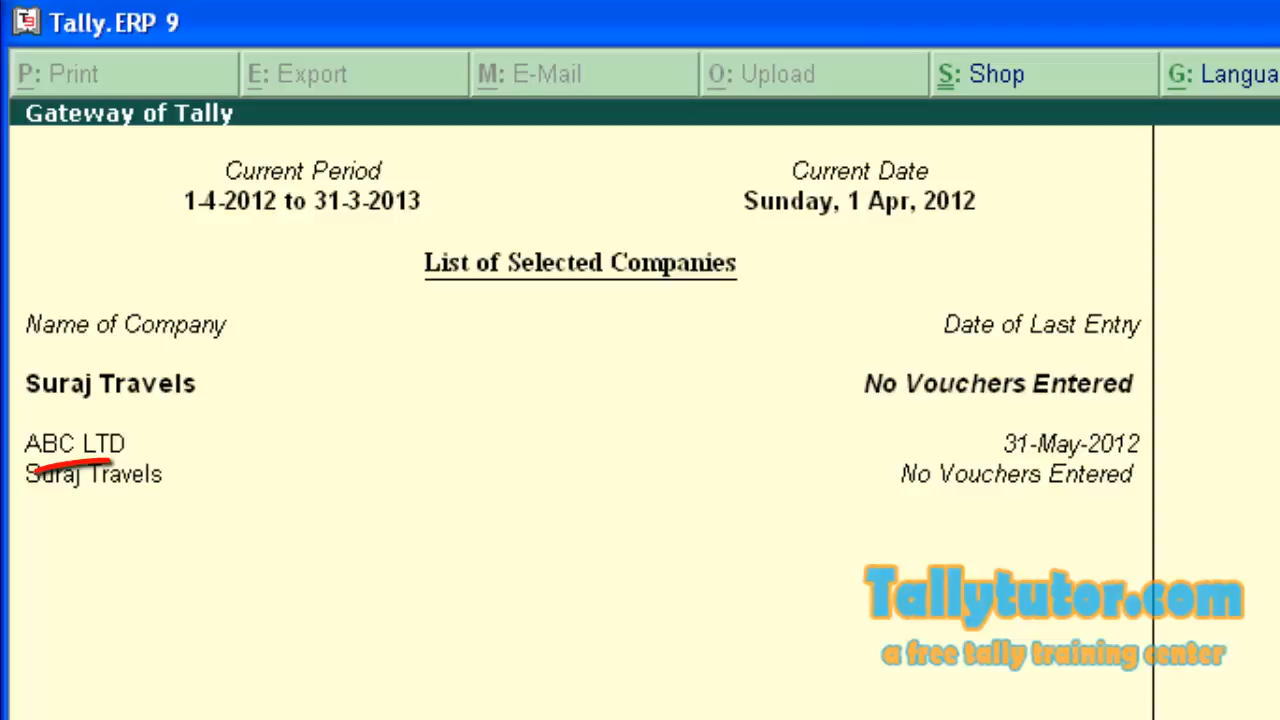 Tally.ERP 9
P: Print E: Export M: E-Mail O: Upload S: Shop G: Langua
Gateway of Tally
Current Period Current Date
1-4-2012 to 31-3-2013 Sunday, 1 Apr, 2012
List of Selected Companies
Name of Company Date of Last Entry
Suraj Travels No Vouchers Entered
ABC LTD 31-May-2012
Suraj Travels No Vouchers Entered
Tallytutor.com
a free tally training center